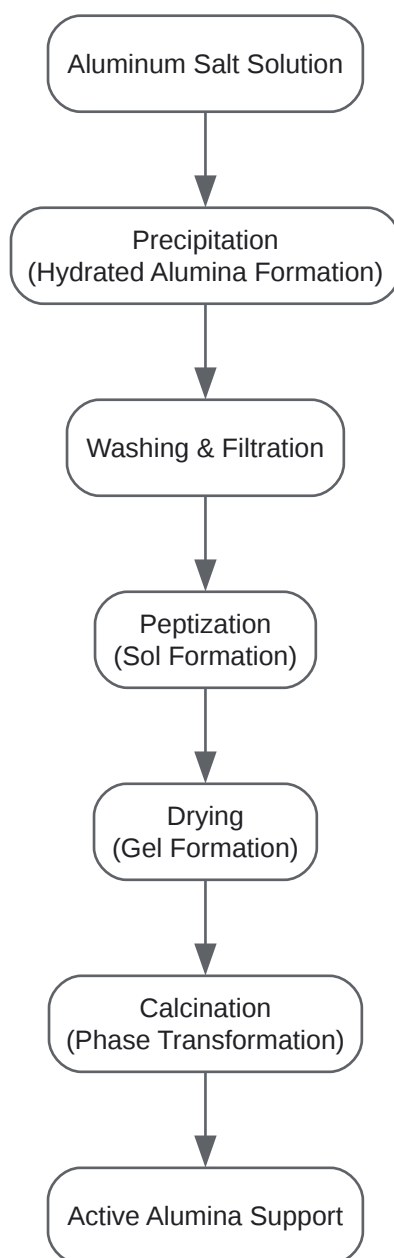 Aluminum Salt Solution
Precipitation
(Hydrated Alumina Formation)
Washing & Filtration
Peptization
(Sol Formation)
Drying
(Gel Formation)
Calcination
(Phase Transformation)
Active Alumina Support